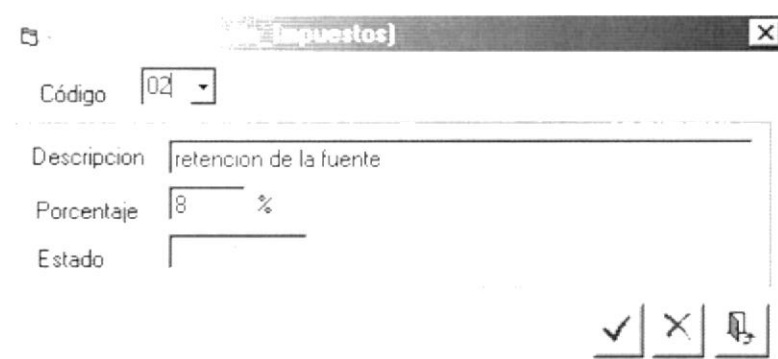 Impuestos)
Código 02
Descripcion retencion de la fuente
Porcentaje 8 %
Estado